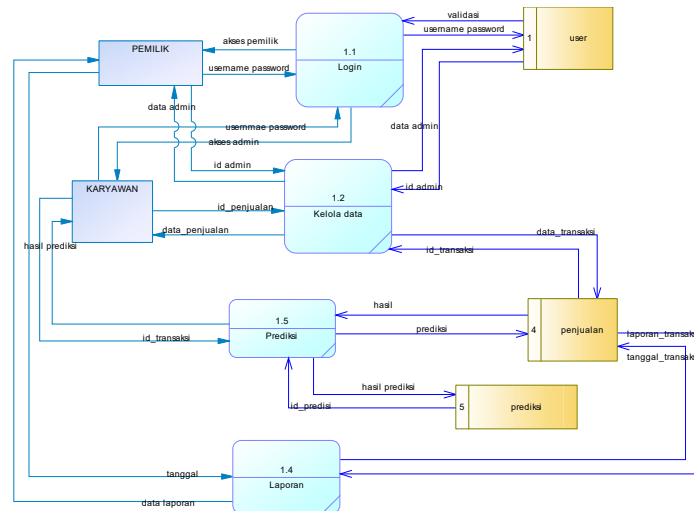 validasi
username password
1
user
akses pemilik
1.1
Login
PEMILIK
username password
data admin
data admin
usernmae password
akses admin
id admin
id admin
1.2
Kelola data
KARYAWAN
id_penjualan
data_penjualan
hasil prediksi
data_transaksi
id_transaksi
hasil
1.5
Prediksi
prediksi
id_transaksi
4
penjualan
laporan_transaksi
tanggal_transaksi
hasil prediksi
id_predisi
5
prediksi
1.4
Laporan
tanggal
data laporan